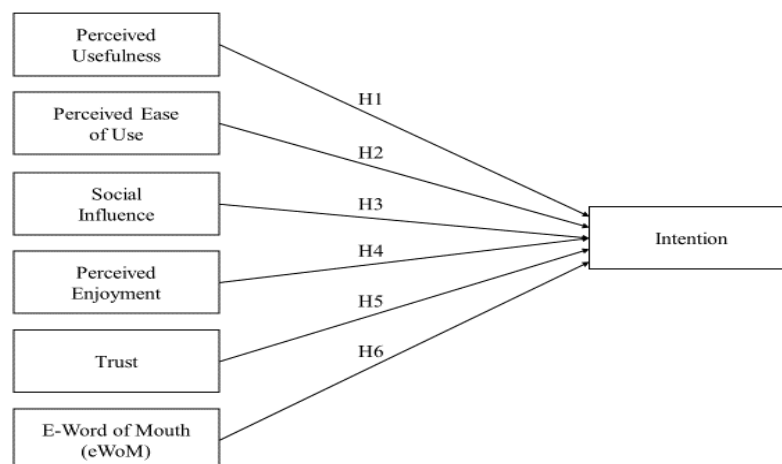 Perceived
Usefulness
H1
Perceived Ease
of Use
H2
Social
Influence
H3
Intention
H4
Perceived
Enjoyment
H5
Trust
H6
E-Word of Mouth
(eWoM)